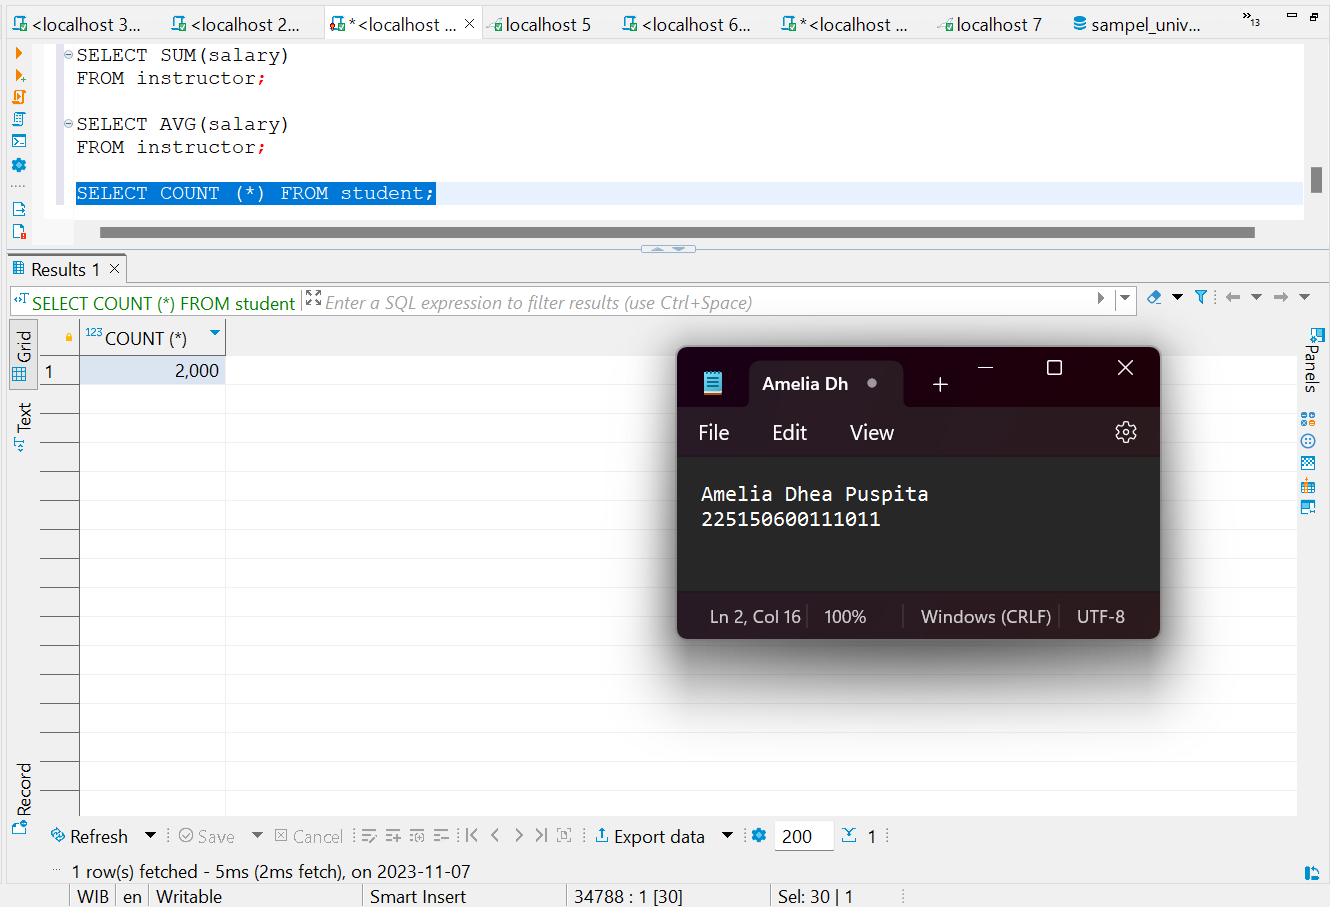 <localhost 3... <localhost 2... *<localhost ... localhost 5 <localhost 6... *<localhost ... localhost 7 sampel_univ... »13
SELECT SUM(salary)
FROM instructor;
SELECT AVG(salary)
FROM instructor;
SELECT COUNT (*) FROM student;
Results 1
SELECT COUNT (*) FROM student Enter a SQL expression to filter results (use Ctrl+Space)
Grid
Text
Record
123 COUNT (*)
1 2,000
Panels
Amelia Dh
File Edit View
Amelia Dhea Puspita
225150600111011
Ln 2, Col 16 100% Windows (CRLF) UTF-8
Refresh Save Cancel Export data 200 1
1 row(s) fetched - 5ms (2ms fetch), on 2023-11-07
WIB en Writable Smart Insert 34788 : 1 [30] Sel: 30 | 1